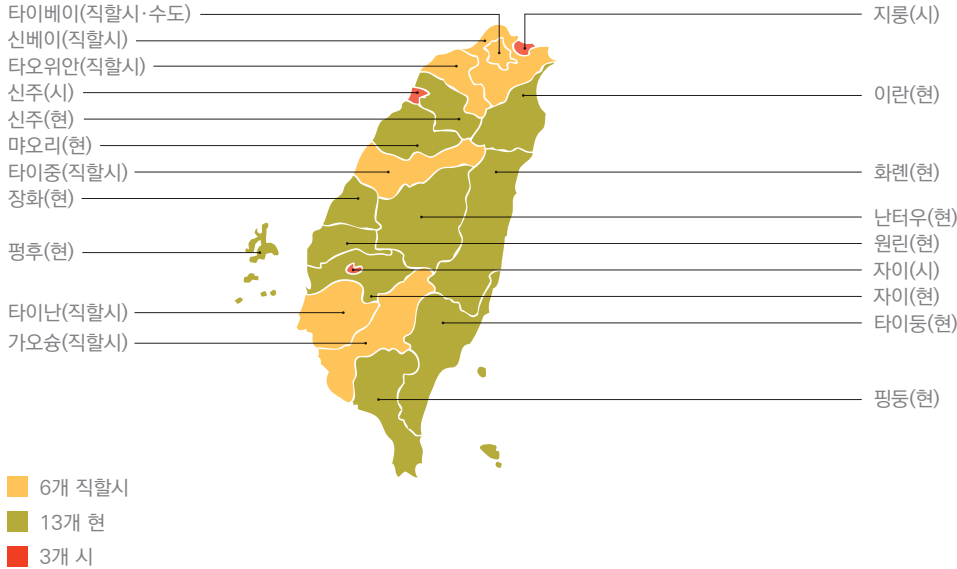 타이베이(직할시·수도)
신베이(직할시)
타오위안(직할시)
신주(시)
신주(현)
먀오리(현)
타이중(직할시)
장화(현)
펑후(현)
타이난(직할시)
가오슝(직할시)
지룽(시)
이란(현)
화롄(현)
난터우(현)
원린(현)
자이(시)
자이(현)
타이둥(현)
핑둥(현)
6개 직할시
13개 현
3개 시